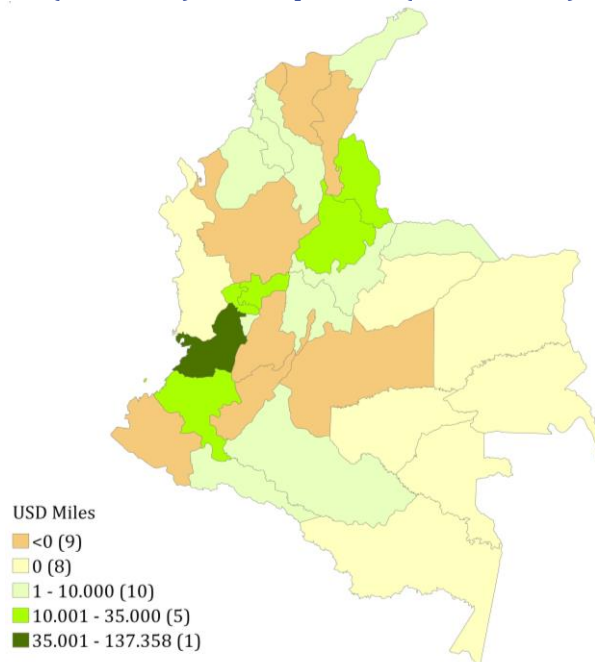 USD Miles
<0 (9)
0 (8)
1 - 10.000 (10)
10.001 - 35.000 (5)
35.001 - 137.358 (1)